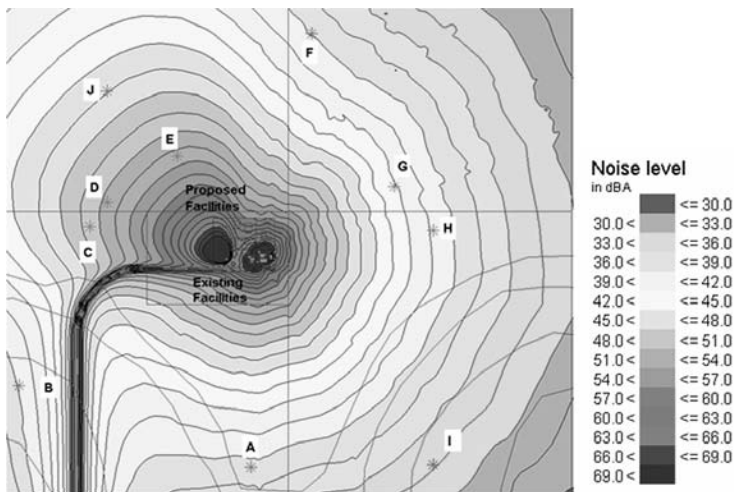 F
J
E
G
D
Proposed
Facilities
H
C
Existing
Facilities
B
A
I
Noise level
in dBA
<= 30.0
30.0 < <= 33.0
33.0 < <= 36.0
36.0 < <= 39.0
39.0 < <= 42.0
42.0 < <= 45.0
45.0 < <= 48.0
48.0 < <= 51.0
51.0 < <= 54.0
54.0 < <= 57.0
57.0 < <= 60.0
60.0 < <= 63.0
63.0 < <= 66.0
66.0 < <= 69.0
69.0 <